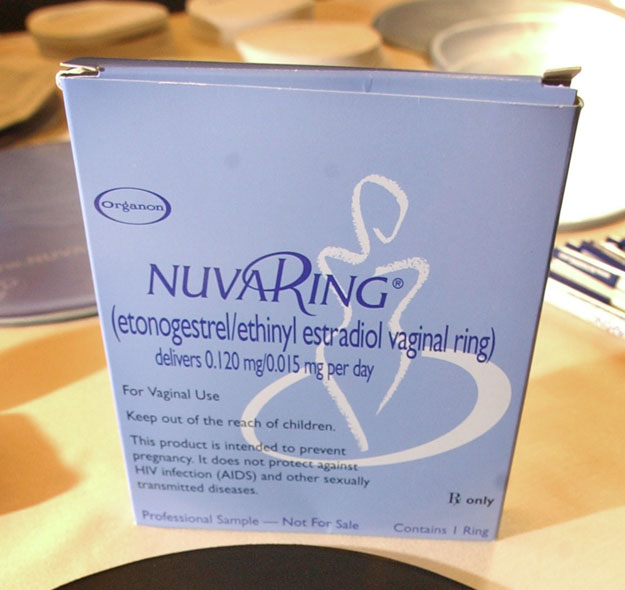 Organon
NUVARING®
(etonogestrel/ethinyl estradiol vaginal ring)
delivers 0.120 mg/0.015 mg per day
For Vaginal Use
Keep out of the reach of children.
This product is intended to prevent
pregnancy. It does not protect against
HIV infection (AIDS) and other sexually
transmitted diseases.
℞ only
Professional Sample — Not For Sale
Contains 1 Ring